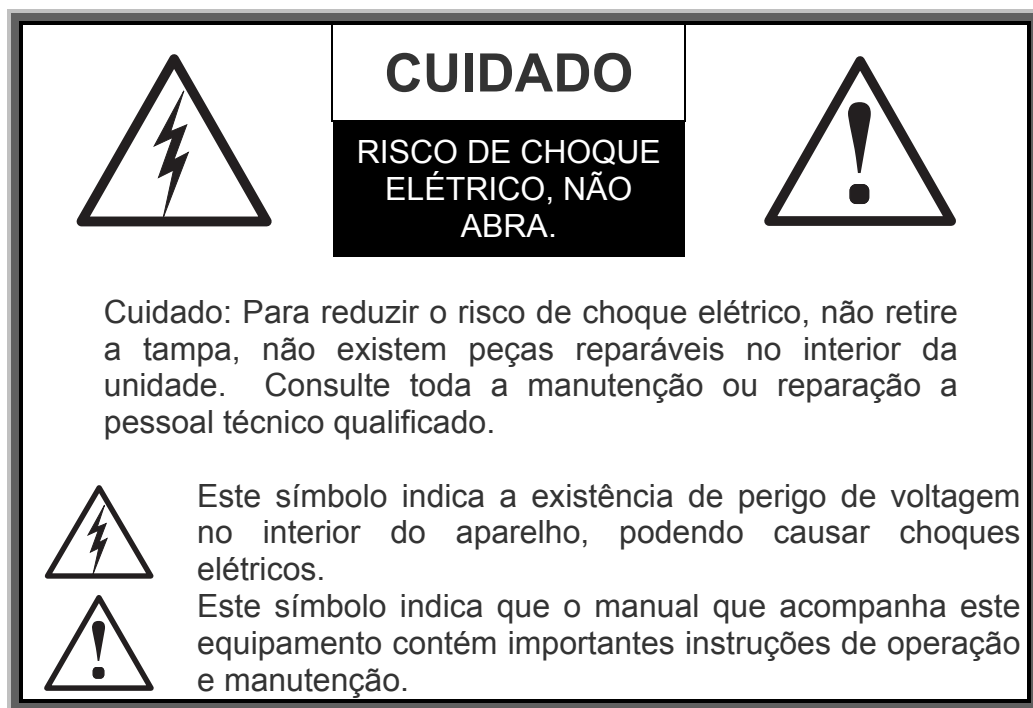 CUIDADO
RISCO DE CHOQUE
ELÉTRICO, NÃO
ABRA.
Cuidado: Para reduzir o risco de choque elétrico, não retire
a tampa, não existem peças reparáveis no interior da
unidade. Consulte toda a manutenção ou reparação a
pessoal técnico qualificado.
Este símbolo indica a existência de perigo de voltagem
no interior do aparelho, podendo causar choques
elétricos.
Este símbolo indica que o manual que acompanha este
equipamento contém importantes instruções de operação
e manutenção.